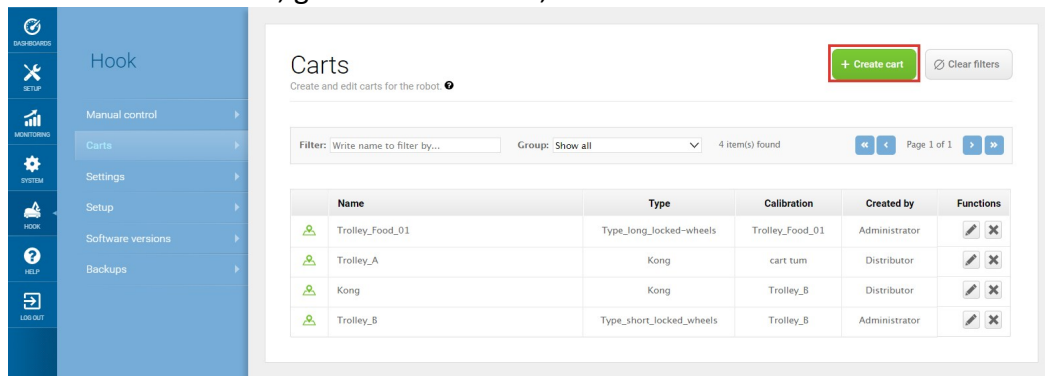 DASHBOARDS
SETUP
MONITORING
SYSTEM
HOOK
HELP
LOG OUT
Hook
Manual control
Carts
Settings
Setup
Software versions
Backups
Carts
Create and edit carts for the robot. ?
+ Create cart
Clear filters
Filter: Write name to filter by... Group: Show all 4 item(s) found « ‹ Page 1 of 1 › »
Name Type Calibration Created by Functions
Trolley_Food_01 Type_long_locked-wheels Trolley_Food_01 Administrator
Trolley_A Kong cart tum Distributor
Kong Kong Trolley_B Distributor
Trolley_B Type_short_locked_wheels Trolley_B Administrator